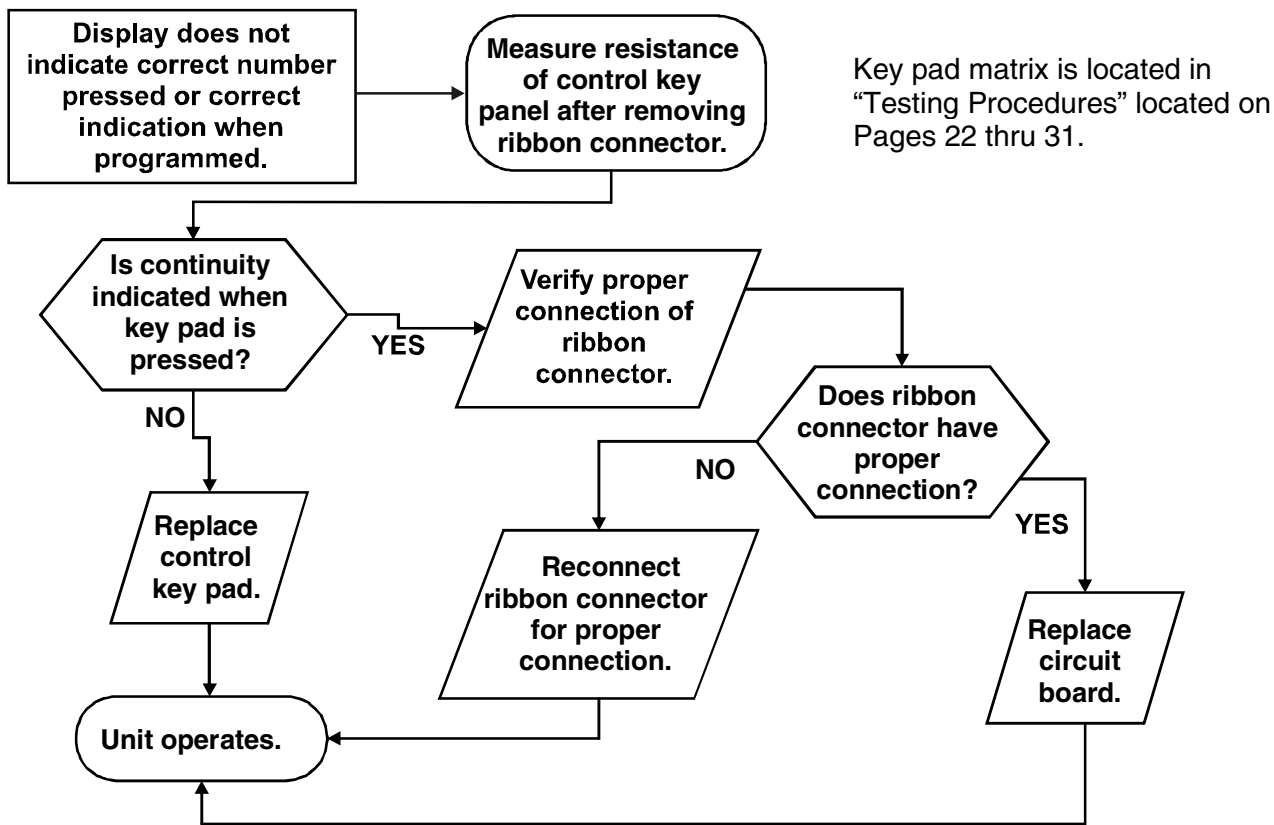 Display does not
indicate correct number
pressed or correct
indication when
programmed.
Measure resistance
of control key
panel after removing
ribbon connector.
Key pad matrix is located in
“Testing Procedures” located on
Pages 22 thru 31.
Is continuity
indicated when
key pad is
pressed?
YES
Verify proper
connection of
ribbon
connector.
Does ribbon
connector have
proper
connection?
NO
NO
YES
Replace
control
key pad.
Reconnect
ribbon connector
for proper
connection.
Replace
circuit
board.
Unit operates.